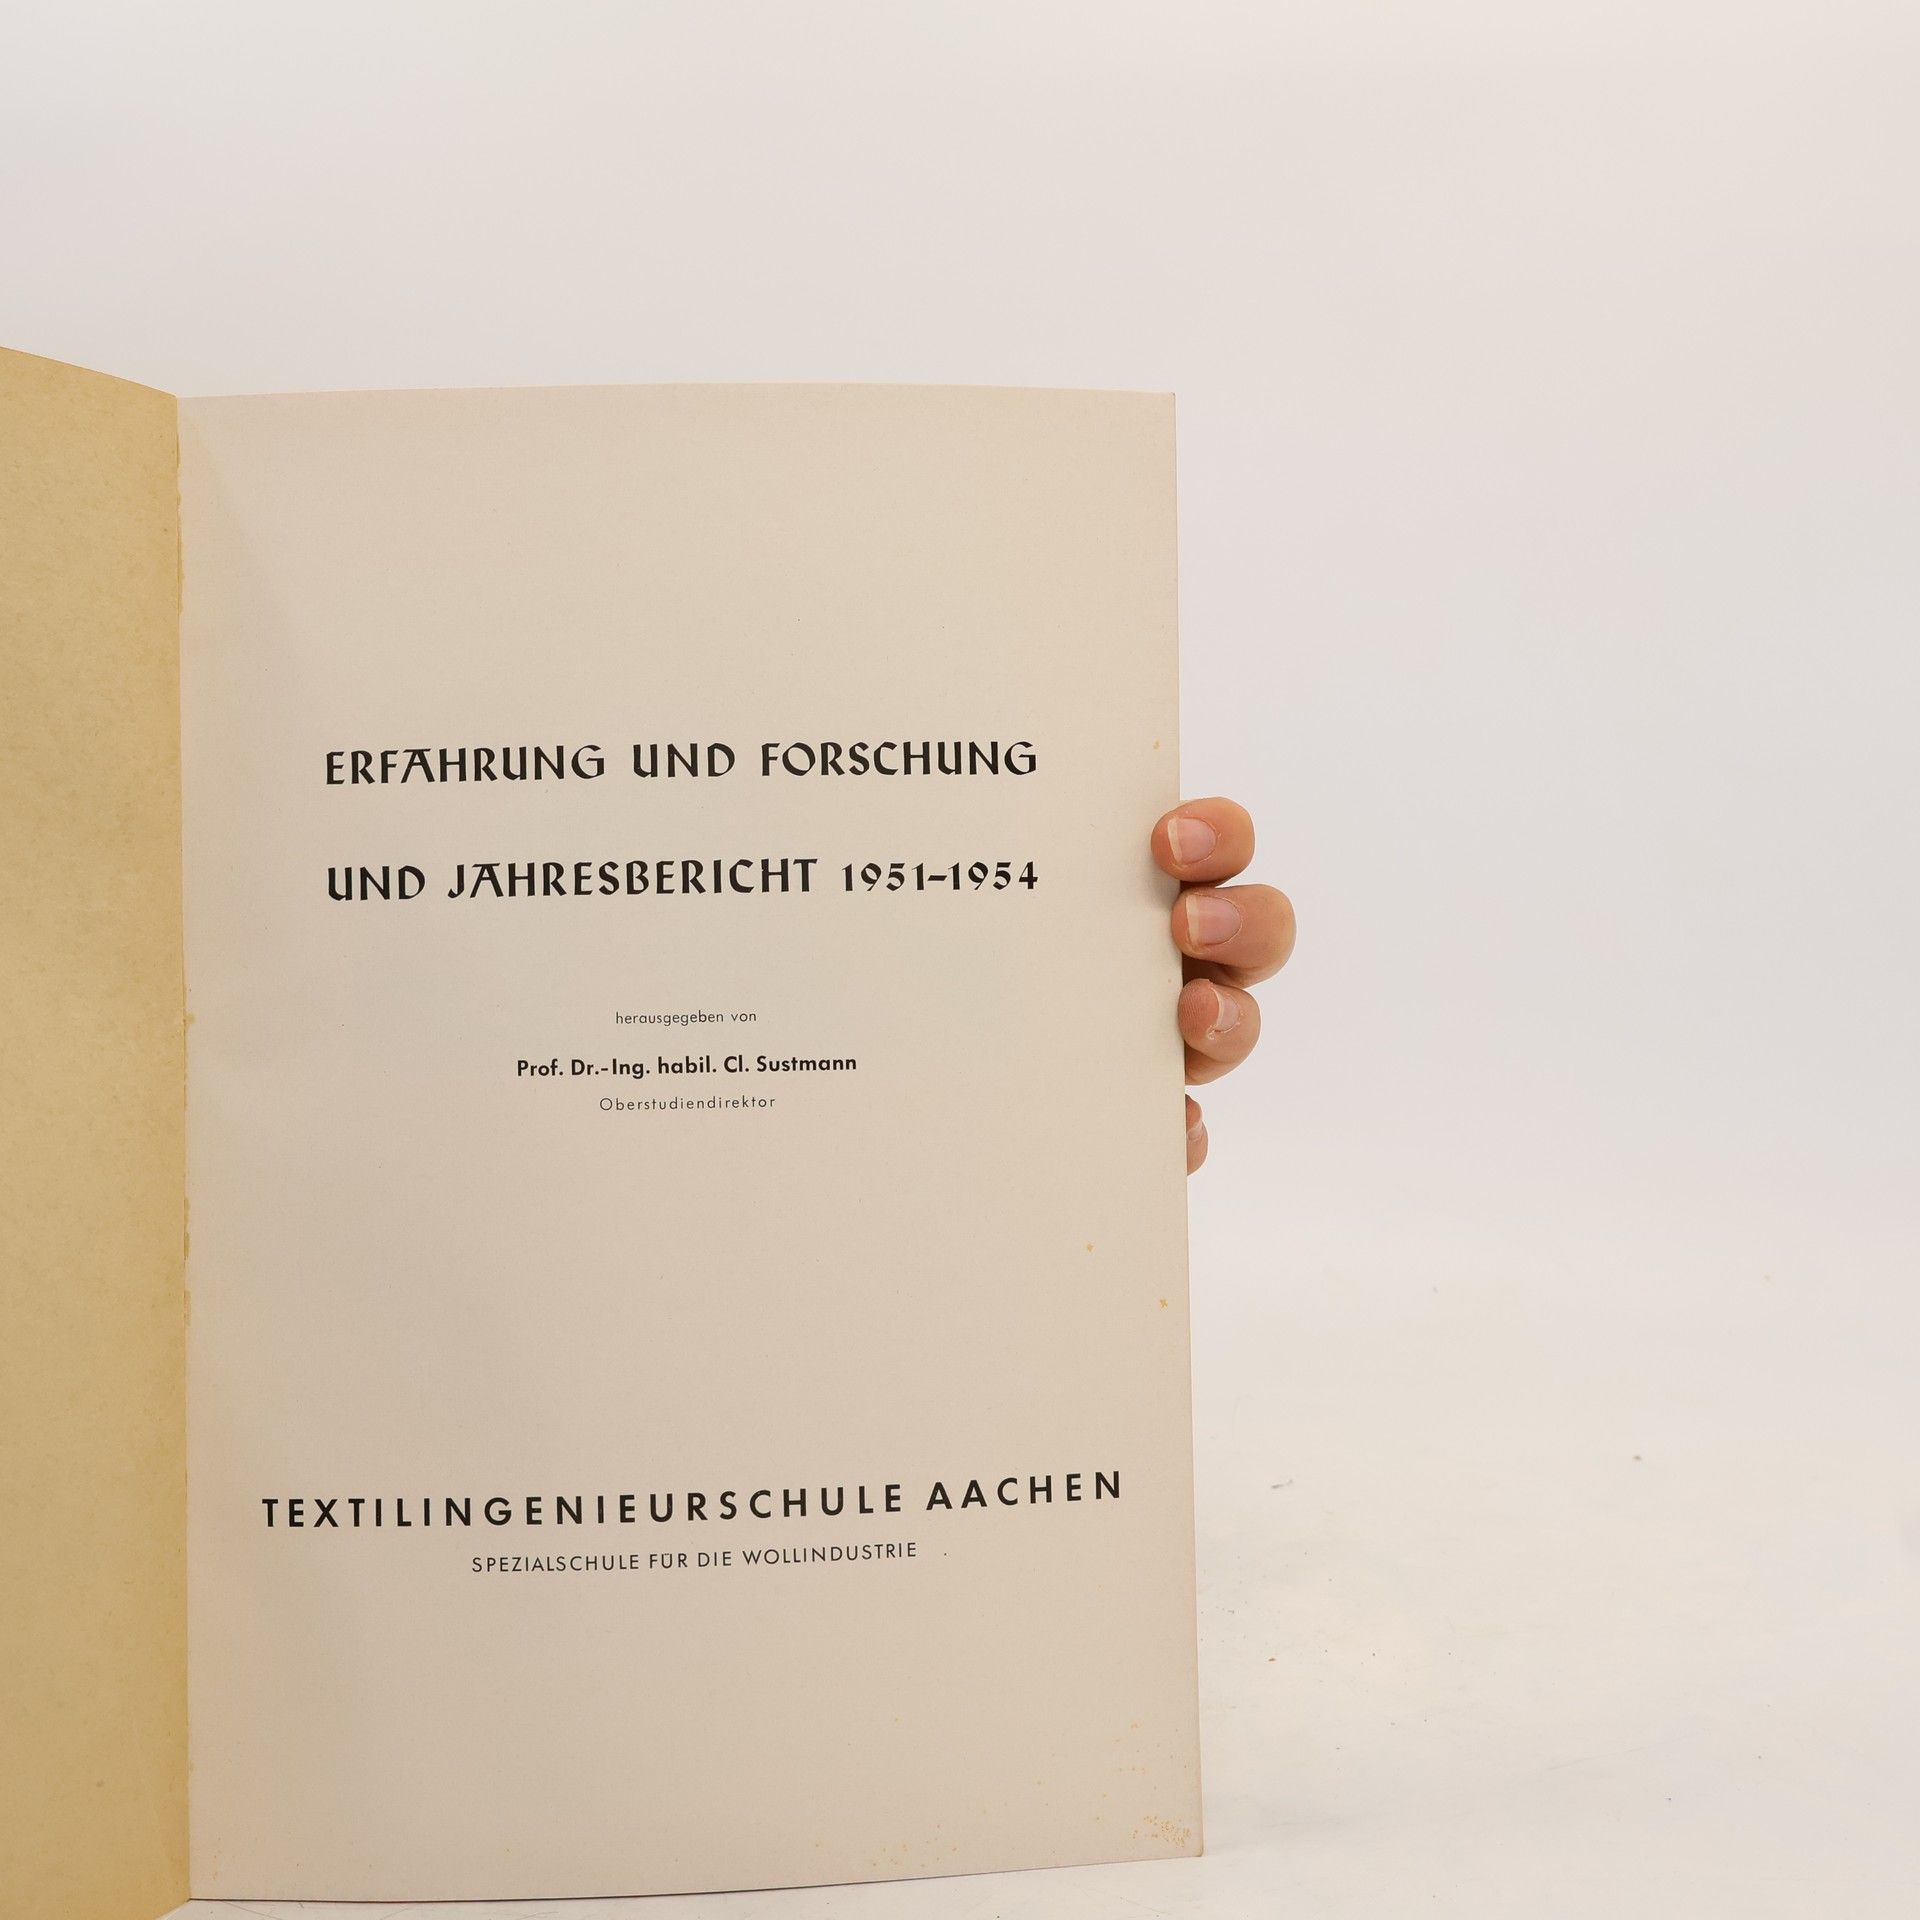 ERFAHRUNG UND FORSCHUNG
UND JAHRESBERICHT 1951–1954
herausgegeben von
Prof. Dr.-Ing. habil. Cl. Sustmann
Oberstudiendirektor
TEXTILINGENIEURSCHULE AACHEN
SPEZIALSCHULE FÜR DIE WOLLINDUSTRIE